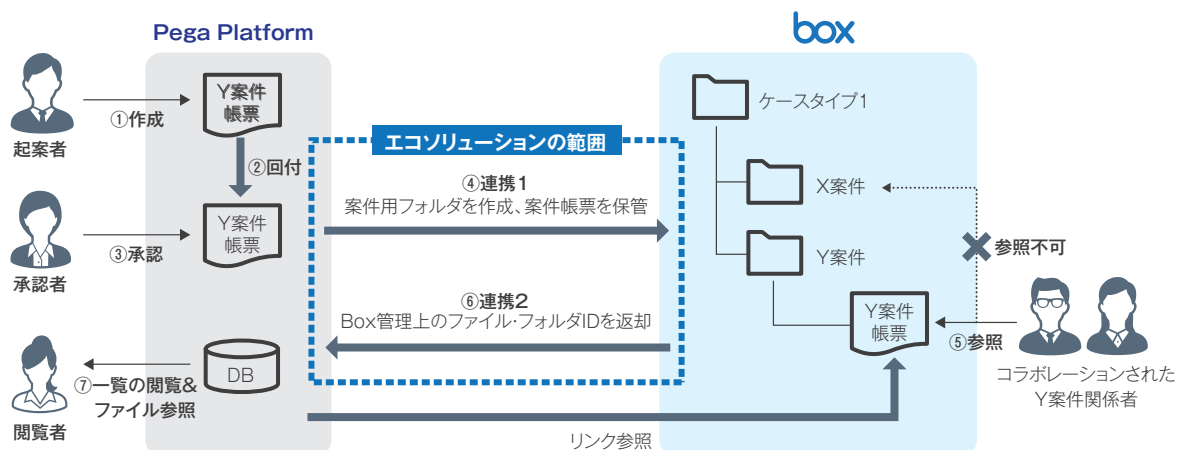 Pega Platform
box
起案者
①作成
Y案件
帳票
②回付
承認者
③承認
Y案件
帳票
エコソリューションの範囲
④連携1
案件用フォルダを作成、案件帳票を保管
⑥連携2
Box管理上のファイル・フォルダIDを返却
閲覧者
⑦一覧の閲覧&
ファイル参照
DB
リンク参照
ケースタイプ1
X案件
Y案件
Y案件
帳票
参照不可
⑤参照
コラボレーションされた
Y案件関係者